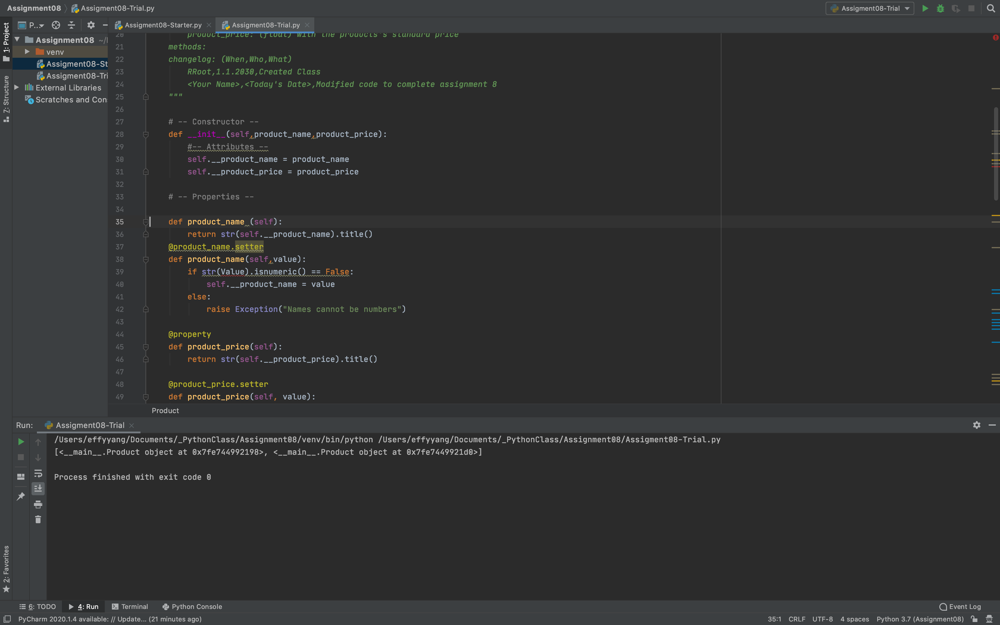 Assignment08 Assigment08-Trial.py
Assigment08-Trial
P...
Assigment08-Starter.py
Assigment08-Trial.py
1: Project
7: Structure
2: Favorites
Assignment08 ~/
venv
Assigment08-St
Assigment08-Tri
External Libraries
Scratches and Con
20 product_price: (float) with the products's standard price
21 methods:
22 changelog: (When,Who,What)
23 RRoot,1.1.2030,Created Class
24 <Your Name>,<Today's Date>,Modified code to complete assignment 8
25 """
26
27 # -- Constructor --
28 def __init__(self,product_name,product_price):
29 #-- Attributes --
30 self.__product_name = product_name
31 self.__product_price = product_price
32
33 # -- Properties --
34
35 def product_name (self):
36 return str(self.__product_name).title()
37 @product_name.setter
38 def product_name(self,value):
39 if str(Value).isnumeric() == False:
40 self.__product_name = value
41 else:
42 raise Exception("Names cannot be numbers")
43
44 @property
45 def product_price(self):
46 return str(self.__product_price).title()
47
48 @product_price.setter
49 def product_price(self, value):
Product
Run: Assigment08-Trial
/Users/effyyang/Documents/_PythonClass/Assignment08/venv/bin/python /Users/effyyang/Documents/_PythonClass/Assignment08/Assigment08-Trial.py
[<__main__.Product object at 0x7fe744992198>, <__main__.Product object at 0x7fe7449921d0>]
Process finished with exit code 0
6: TODO 4: Run Terminal Python Console Event Log
PyCharm 2020.1.4 available: // Update... (21 minutes ago) 35:1 CRLF UTF-8 4 spaces Python 3.7 (Assignment08)